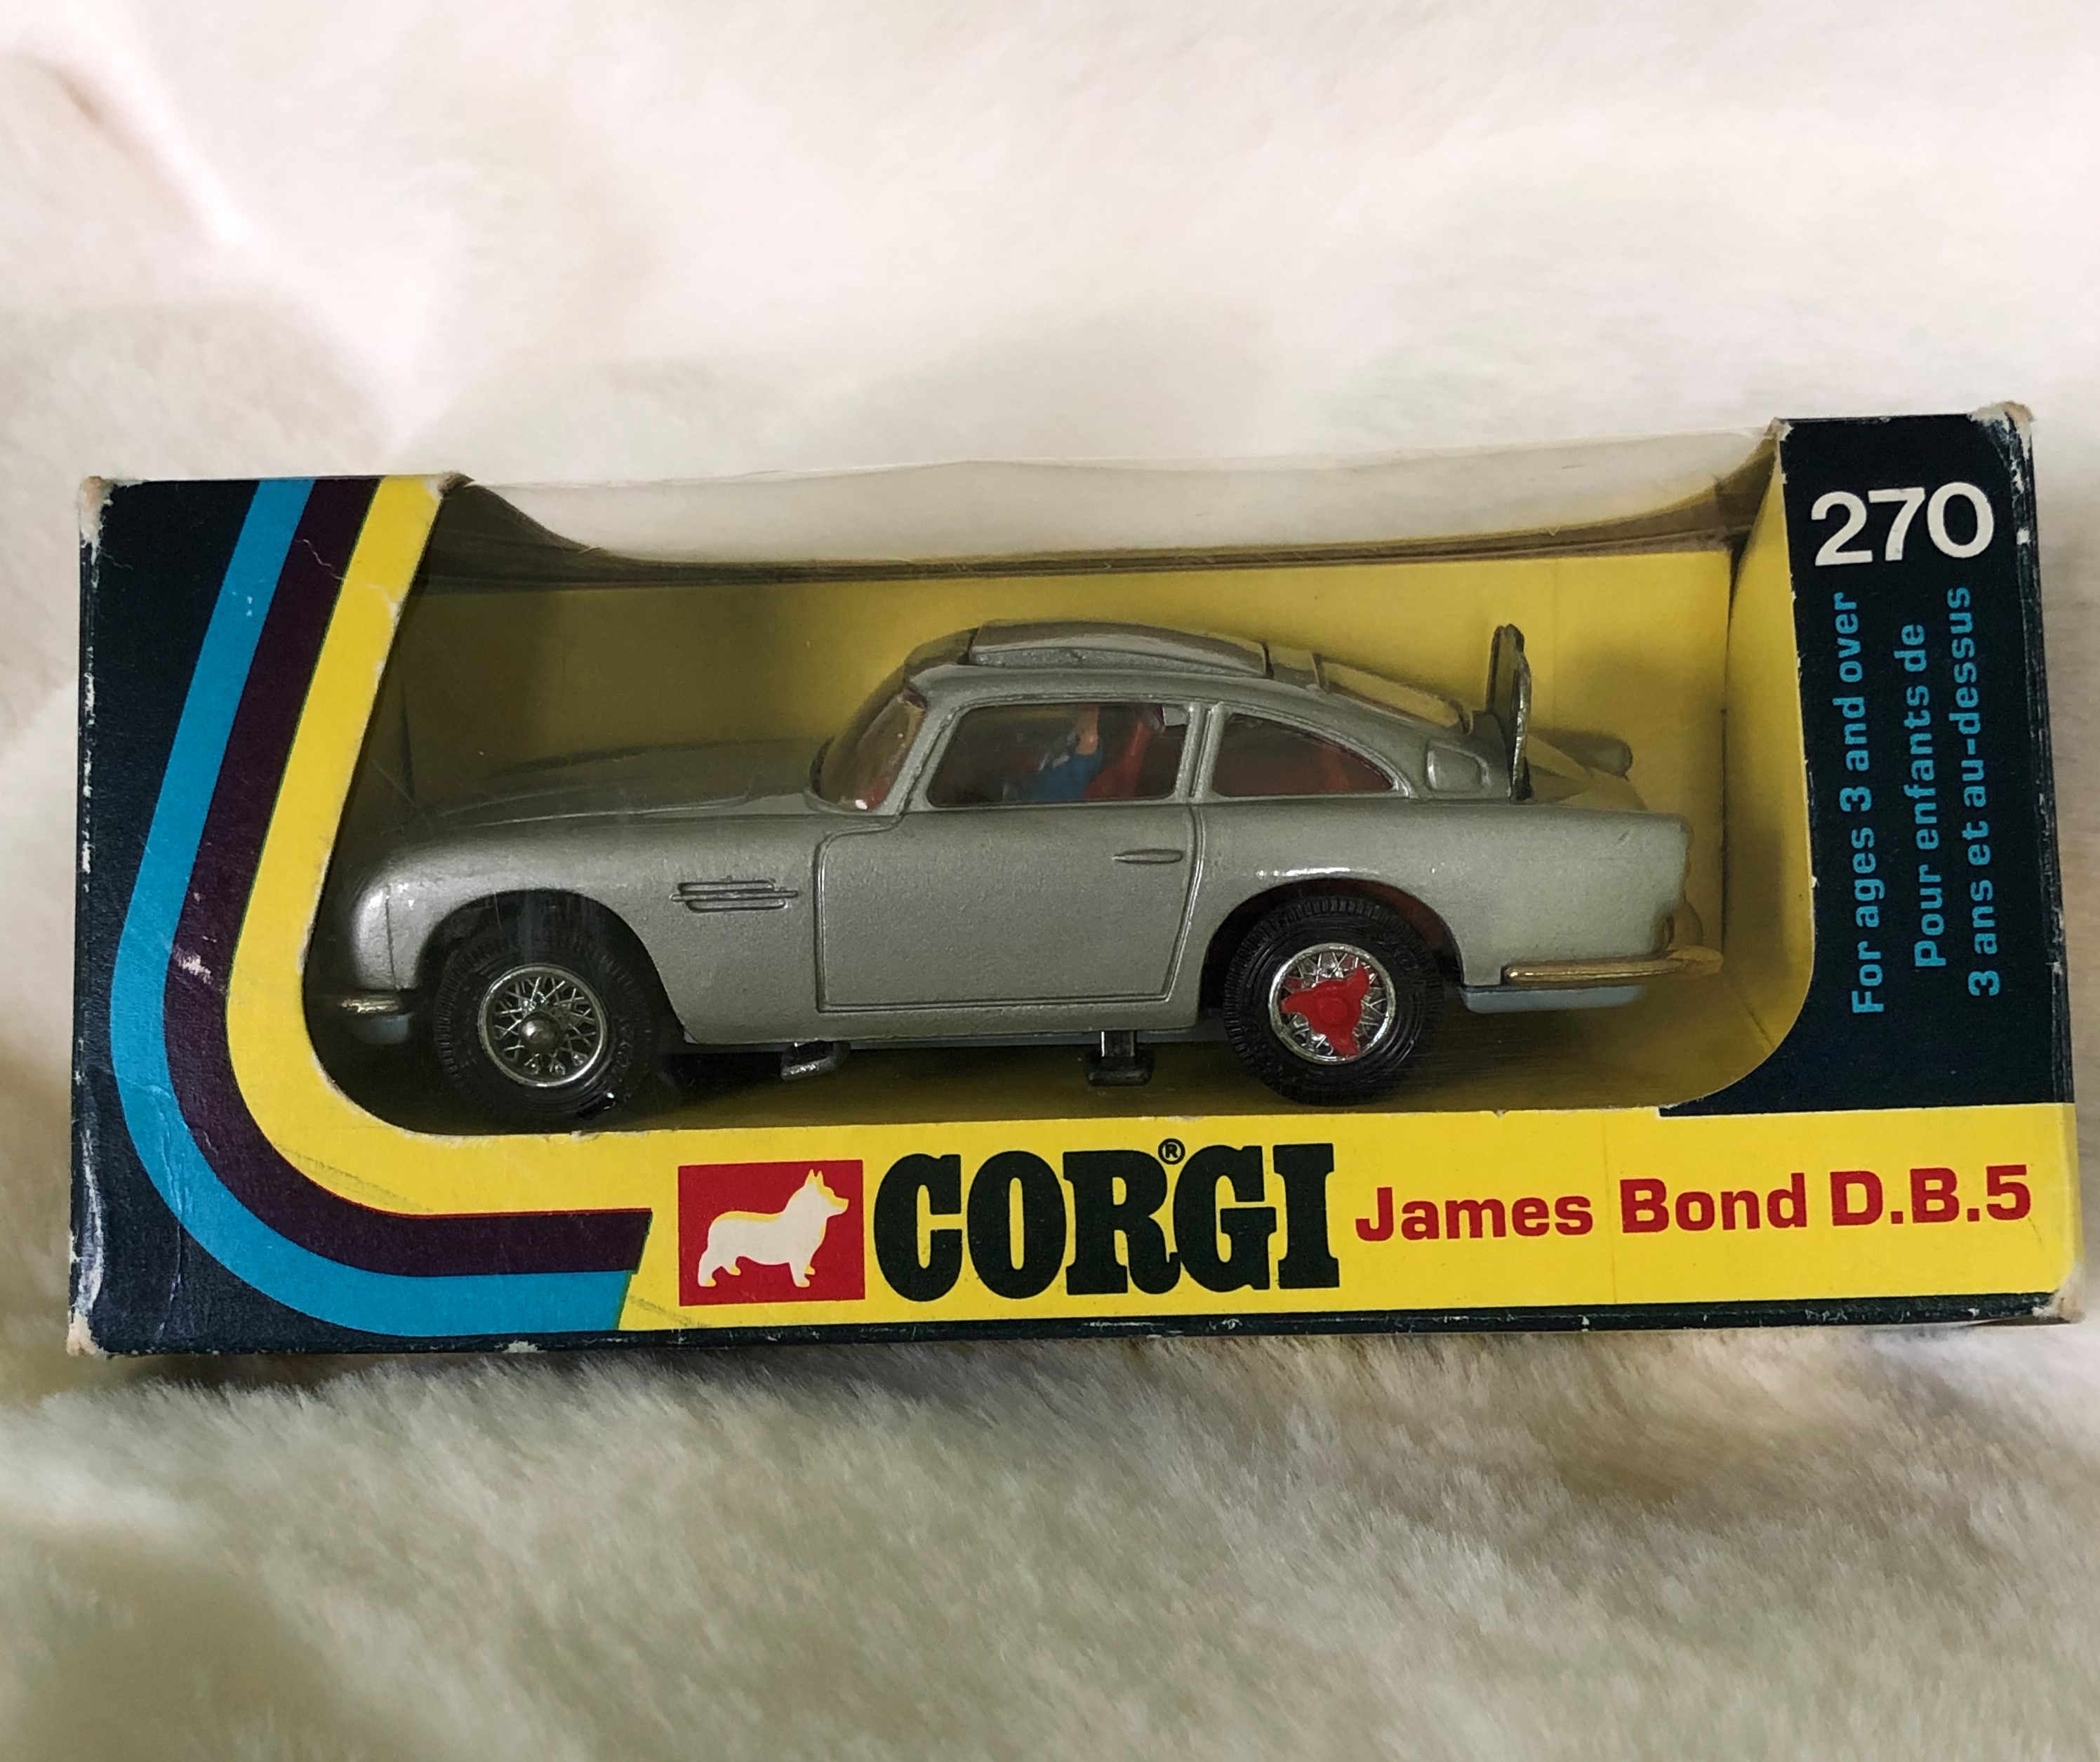 270
For ages 3 and over
Pour enfants de
3 ans et au-dessus
CORGI®
James Bond D.B.5